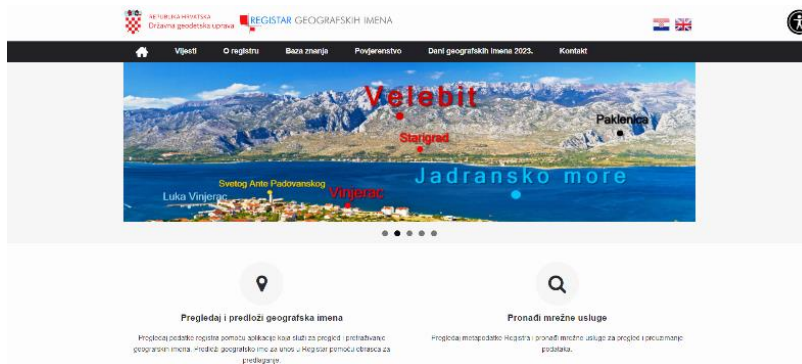 REPUBLIKA HRVATSKA
Državna geodetska uprava
REGISTAR GEOGRAFSKIH IMENA
Vijesti O registru Baza znanja Povjerenstvo Dani geografskih imena 2023. Kontakt
Velebit
Paklenica
Starigrad
Jadransko more
Svetog Ante Padovanskog
Luka Vinjerac
Vinjerac
Pregledaj i predloži geografska imena
Pregledaj podatke registra pomoću aplikacije koja služi za pregled i pretraživanje
geografskih imena. Predloži geografsko ime za unos u Registar pomoću obrasca za
predlaganje.
Pronađi mrežne usluge
Pregledaj metapodatke Registra i pronađi mrežne usluge za pregled i preuzimanje
podataka.